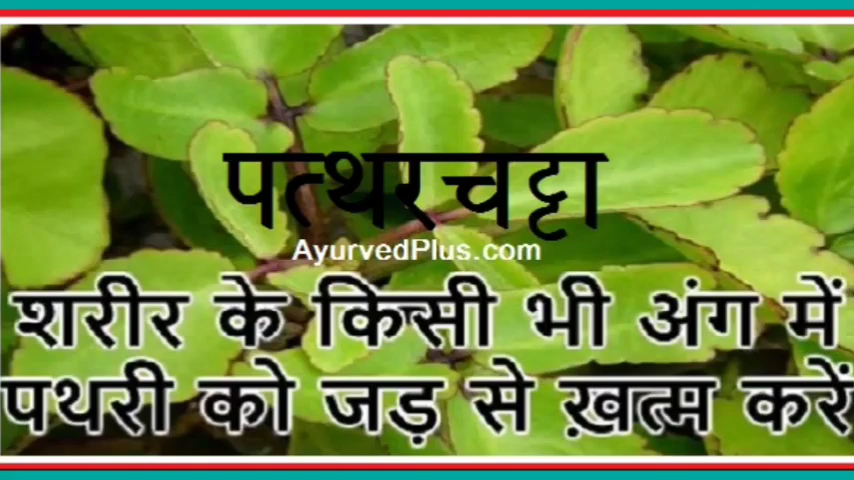 पत्थरचट्टा
AyurvedPlus.com
शरीर के किसी भी अंग में
पथरी को जड़ से ख़त्म करें